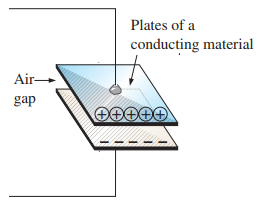 Plates of a
conducting material
Air
gap
+ + + + +
- - - - -